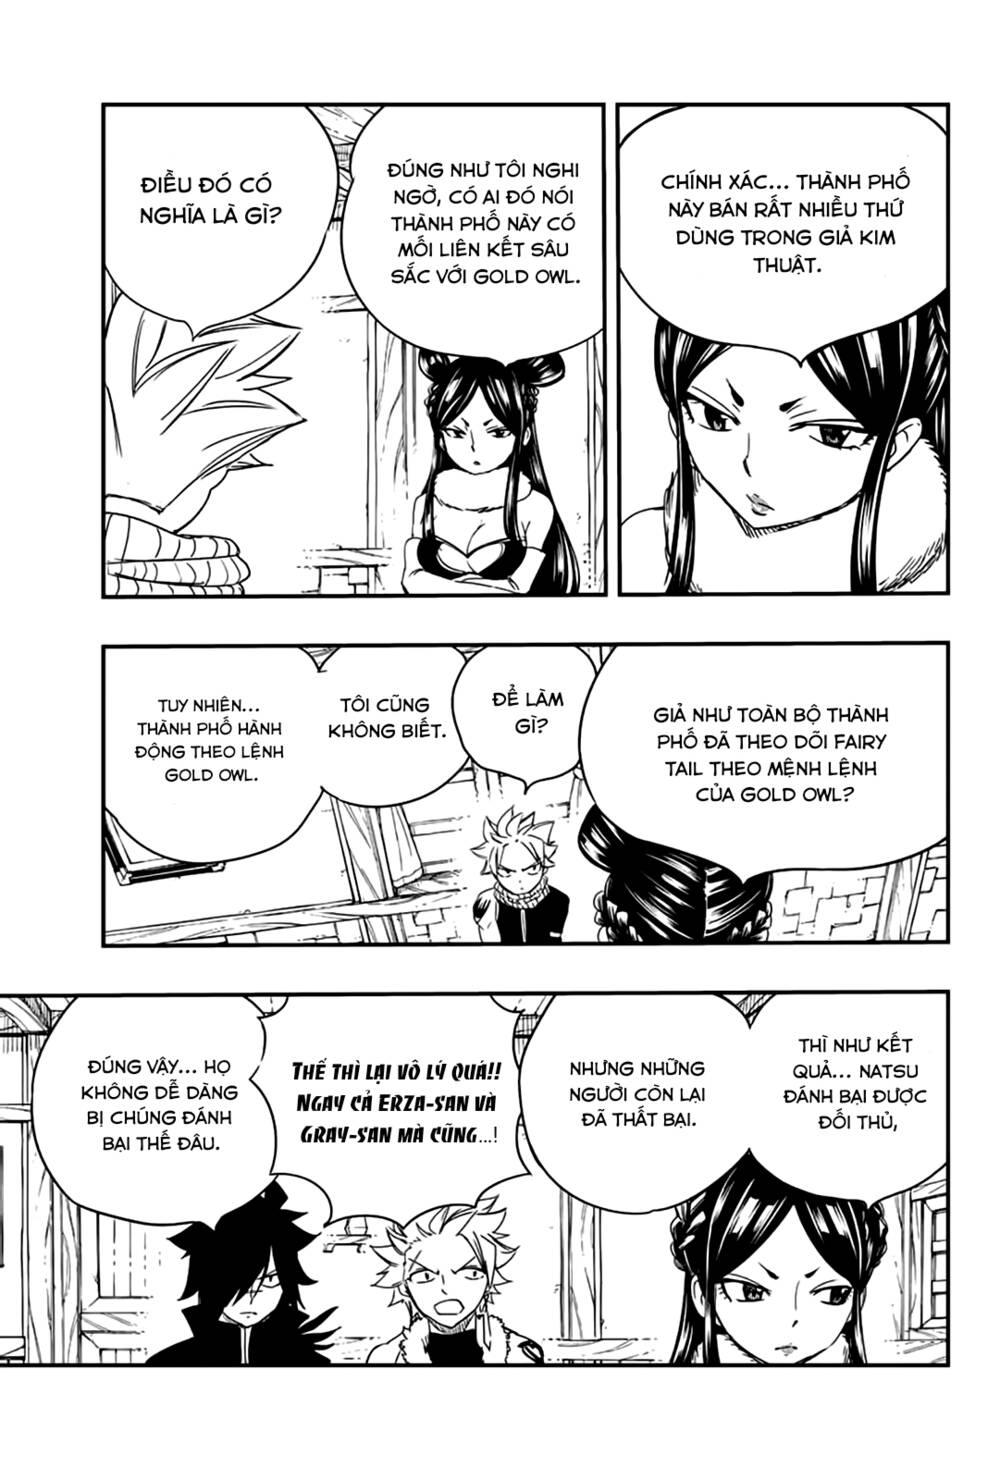 CHÍNH XÁC... THÀNH PHỐ
NÀY BÁN RẤT NHIỀU THỨ
DÙNG TRONG GIẢ KIM
THUẬT.
ĐÚNG NHƯ TÔI NGHI
NGỜ, CÓ AI ĐÓ NÓI
THÀNH PHỐ NÀY CÓ
MỐI LIÊN KẾT SÂU
SẮC VỚI GOLD OWL.
ĐIỀU ĐÓ CÓ
NGHĨA LÀ GÌ?
GIẢ NHƯ TOÀN BỘ THÀNH
PHỐ ĐÃ THEO DÕI FAIRY
TAIL THEO MỆNH LỆNH
CỦA GOLD OWL?
ĐỂ LÀM
GÌ?
TÔI CŨNG
KHÔNG BIẾT.
TUY NHIÊN...
THÀNH PHỐ HÀNH
ĐỘNG THEO LỆNH
GOLD OWL.
THÌ NHƯ KẾT
QUẢ... NATSU
ĐÁNH BẠI ĐƯỢC
ĐỐI THỦ,
NHƯNG NHỮNG
NGƯỜI CÒN LẠI
ĐÃ THẤT BẠI.
THẾ THÌ LẠI VÔ LÝ QUÁ!!
NGAY CẢ ERZA-SAN VÀ
GRAY-SAN MÀ CŨNG...!
ĐÚNG VẬY... HỌ
KHÔNG DỄ DÀNG
BỊ CHÚNG ĐÁNH
BẠI THẾ ĐÂU.